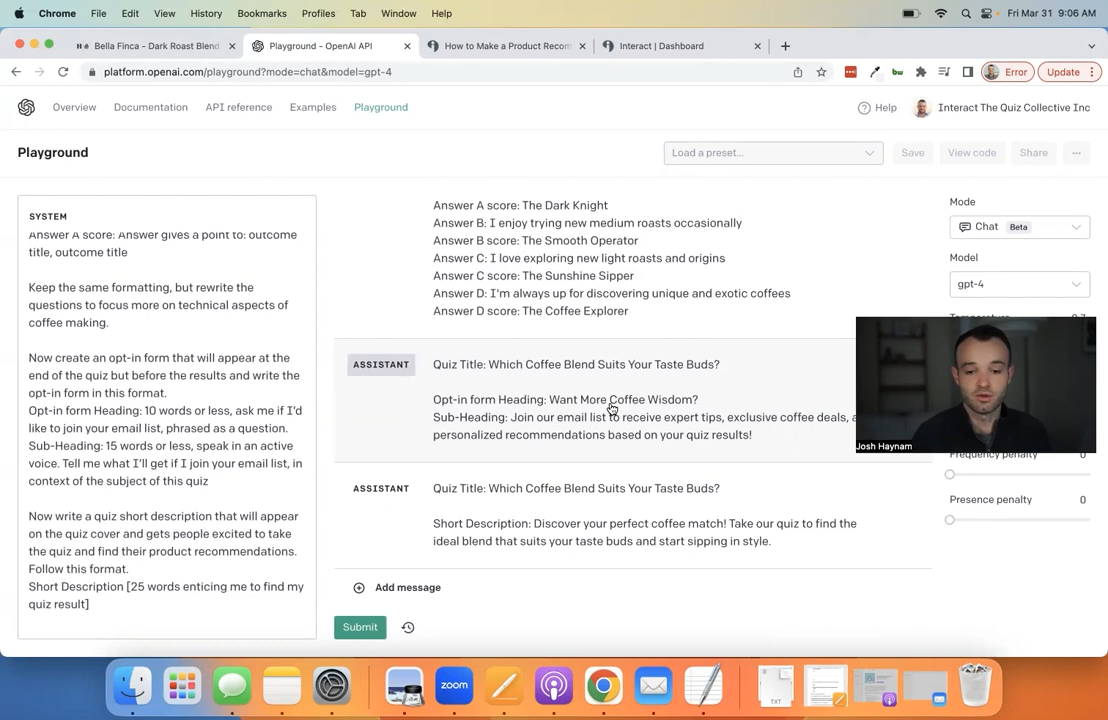 Chrome File Edit View History Bookmarks Profiles Tab Window Help Fri Mar 31 9:06 AM
Bella Finca - Dark Roast Blend
Playground - OpenAI API
How to Make a Product Recom
Interact | Dashboard
platform.openai.com/playground?mode=chat&model=gpt-4
Error
Update
Overview Documentation API reference Examples Playground
Help
Interact The Quiz Collective Inc
Playground
Load a preset...
Save
View code
Share
SYSTEM
Answer A score: Answer gives a point to: outcome
title, outcome title
Keep the same formatting, but rewrite the
questions to focus more on technical aspects of
coffee making.
Now create an opt-in form that will appear at the
end of the quiz but before the results and write the
opt-in form in this format.
Opt-in form Heading: 10 words or less, ask me if I'd
like to join your email list, phrased as a question.
Sub-Heading: 15 words or less, speak in an active
voice. Tell me what I'll get if I join your email list, in
context of the subject of this quiz
Now write a quiz short description that will appear
on the quiz cover and gets people excited to take
the quiz and find their product recommendations.
Follow this format.
Short Description [25 words enticing me to find my
quiz result]
Answer A score: The Dark Knight
Answer B: I enjoy trying new medium roasts occasionally
Answer B score: The Smooth Operator
Answer C: I love exploring new light roasts and origins
Answer C score: The Sunshine Sipper
Answer D: I'm always up for discovering unique and exotic coffees
Answer D score: The Coffee Explorer
ASSISTANT
Quiz Title: Which Coffee Blend Suits Your Taste Buds?
Opt-in form Heading: Want More Coffee Wisdom?
Sub-Heading: Join our email list to receive expert tips, exclusive coffee deals, a
personalized recommendations based on your quiz results!
ASSISTANT
Quiz Title: Which Coffee Blend Suits Your Taste Buds?
Short Description: Discover your perfect coffee match! Take our quiz to find the
ideal blend that suits your taste buds and start sipping in style.
Add message
Submit
Mode
Chat Beta
Model
gpt-4
Josh Haynam
Frequency penalty 0
Presence penalty 0
zoom
TXT